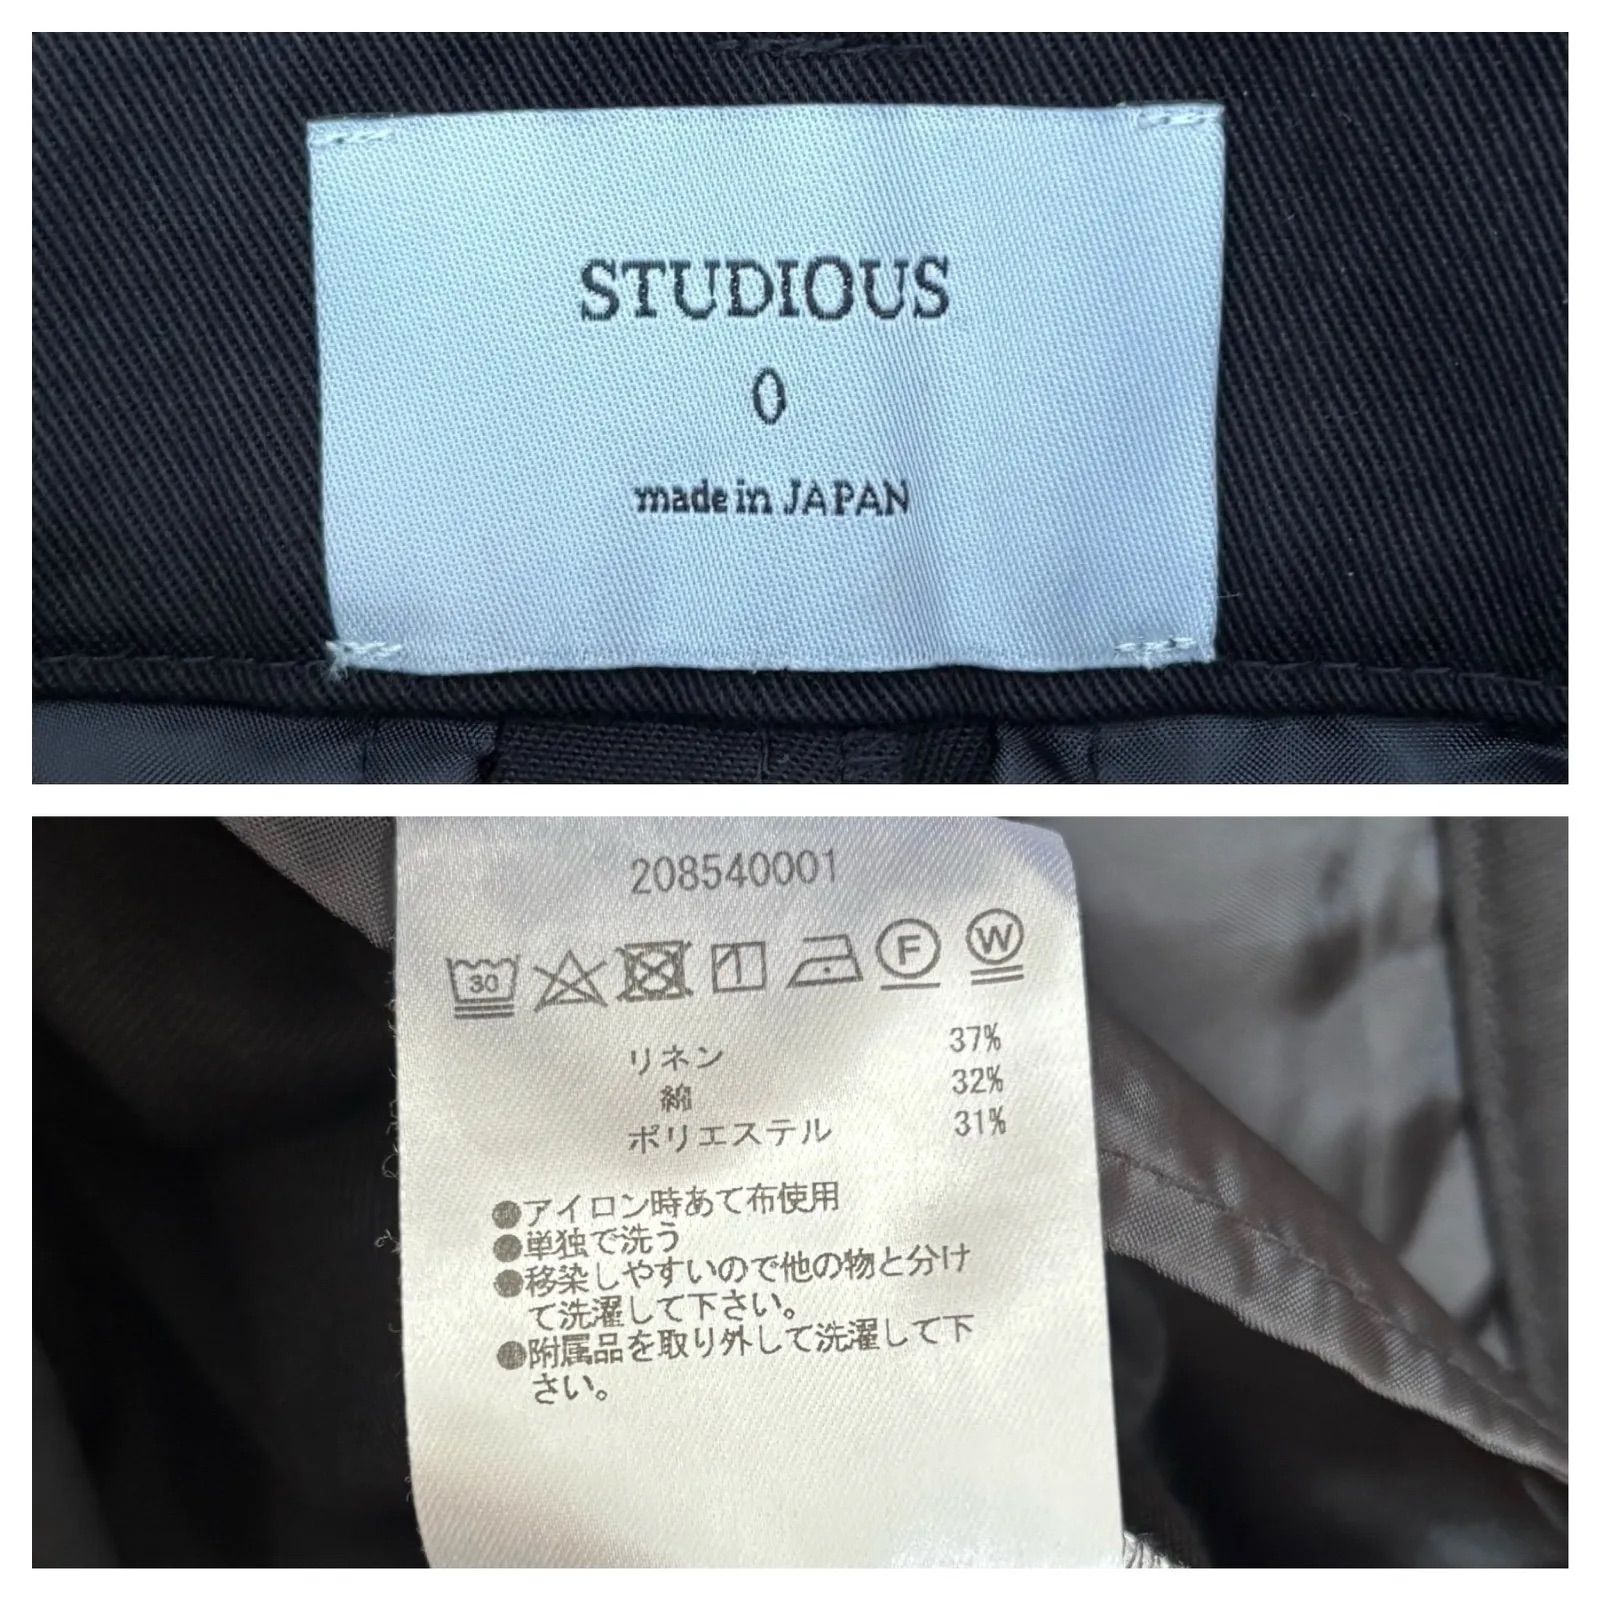 STUDIOUS
0
made in JAPAN
208540001
30 F W
リネン 37%
綿 32%
ポリエステル 31%
●アイロン時あて布使用
●単独で洗う
●移染しやすいので他の物と分け
て洗濯して下さい。
●附属品を取り外して洗濯して下
さい。